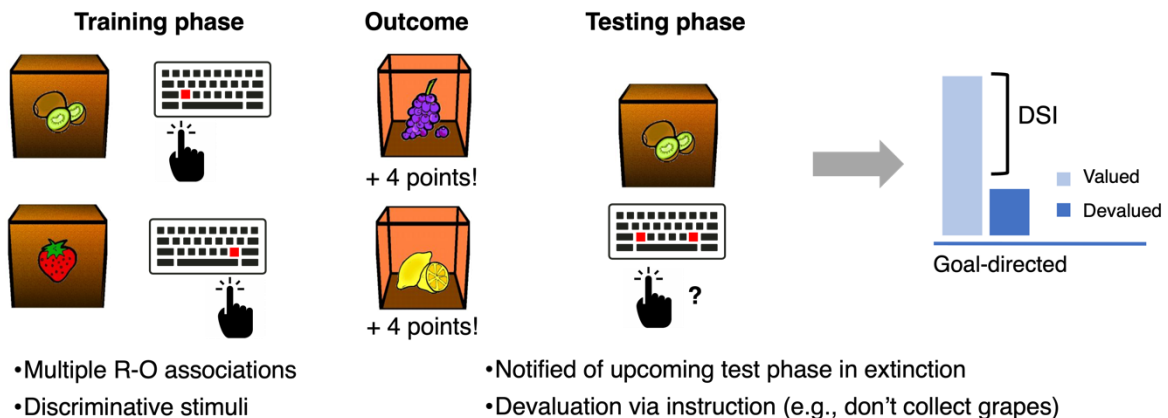 Training phase
Outcome
Testing phase
+ 4 points!
+ 4 points!
?
DSI
Valued
Devalued
Goal-directed
•Multiple R-O associations
•Discriminative stimuli
•Notified of upcoming test phase in extinction
•Devaluation via instruction (e.g., don’t collect grapes)